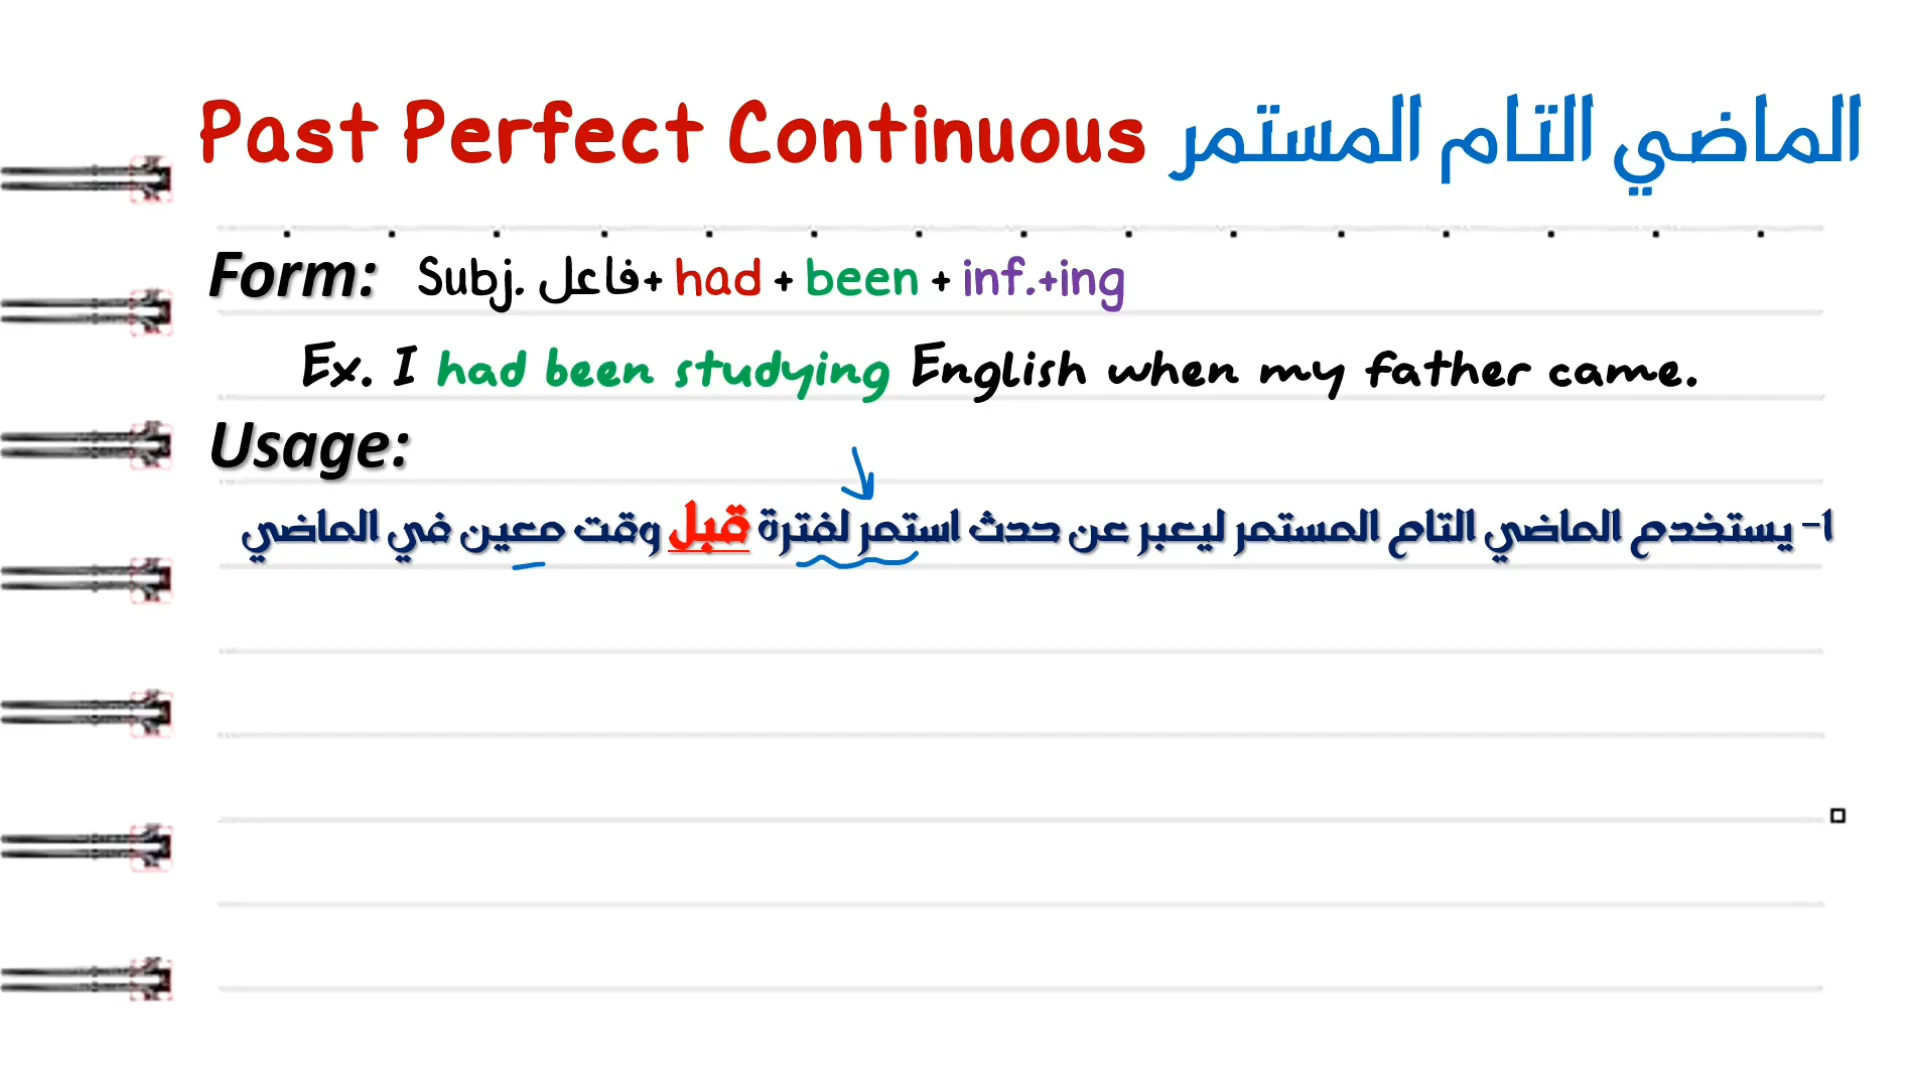 Past Perfect Continuous الماضي التام المستمر
Form: Subj. فاعل+ had + been + inf.+ing
Ex. I had been studying English when my father came.
Usage:
1- يستخدم الماضي التام المستمر ليعبر عن حدث استمر لفترة قبل وقت معين في الماضي